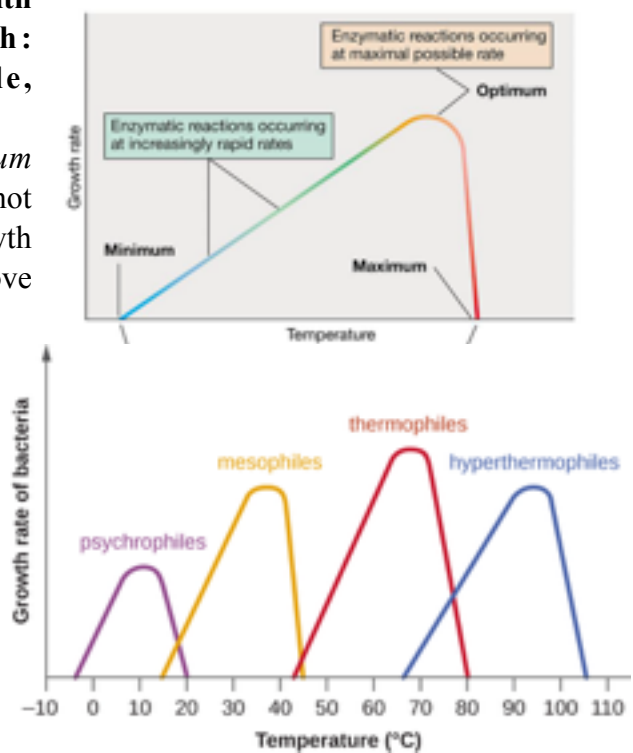 h:
le,
um
not
vth
ove
Enzymatic reactions occurring
at maximal possible rate
Optimum
Enzymatic reactions occurring
at increasingly rapid rates
Growth rate
Minimum
Maximum
Temperature
Growth rate of bacteria
thermophiles
mesophiles
hyperthermophiles
psychrophiles
–10 0 10 20 30 40 50 60 70 80 90 100 110
Temperature (°C)